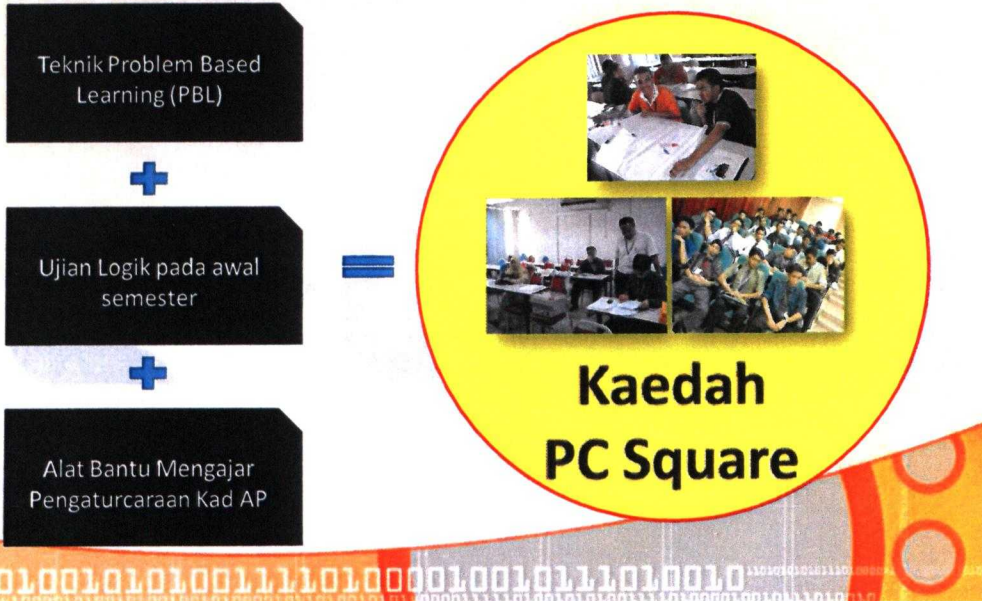 Teknik Problem Based
Learning (PBL)
+
Ujian Logik pada awal
semester
+
Alat Bantu Mengajar
Pengaturcaraan Kad AP
=
Kaedah
PC Square